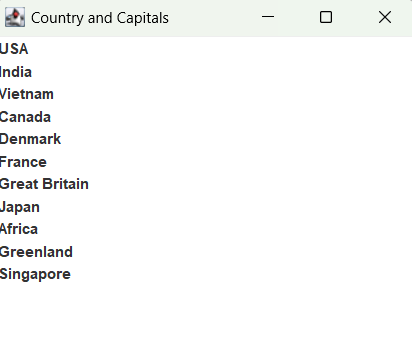 Country and Capitals
USA
India
Vietnam
Canada
Denmark
France
Great Britain
Japan
Africa
Greenland
Singapore